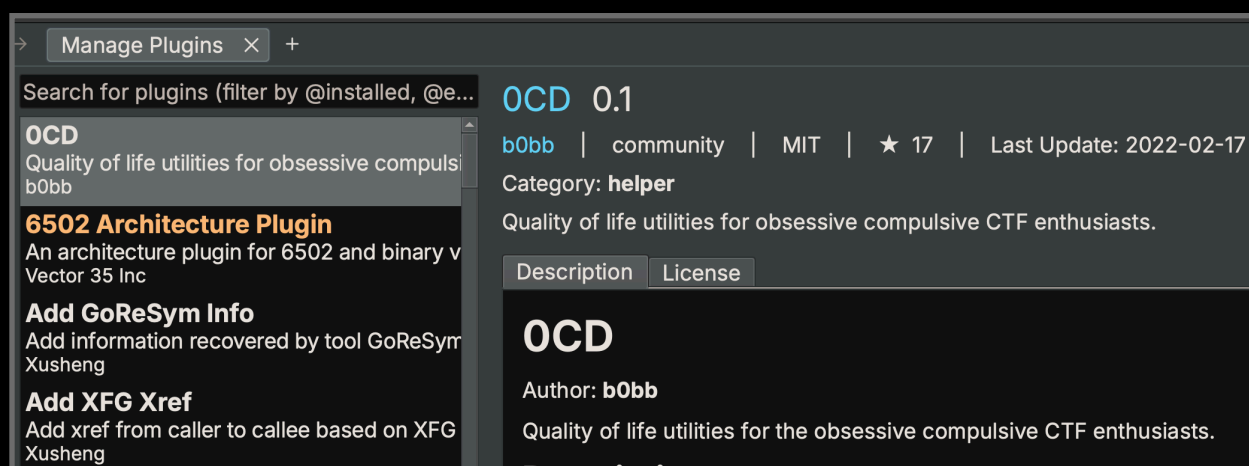 Manage Plugins
Search for plugins (filter by @installed, @e...
0CD
Quality of life utilities for obsessive compulsi
b0bb
6502 Architecture Plugin
An architecture plugin for 6502 and binary v
Vector 35 Inc
Add GoReSym Info
Add information recovered by tool GoReSym
Xusheng
Add XFG Xref
Add xref from caller to callee based on XFG
Xusheng
0CD 0.1
b0bb | community | MIT | ★ 17 | Last Update: 2022-02-17
Category: helper
Quality of life utilities for obsessive compulsive CTF enthusiasts.
Description License
0CD
Author: b0bb
Quality of life utilities for the obsessive compulsive CTF enthusiasts.